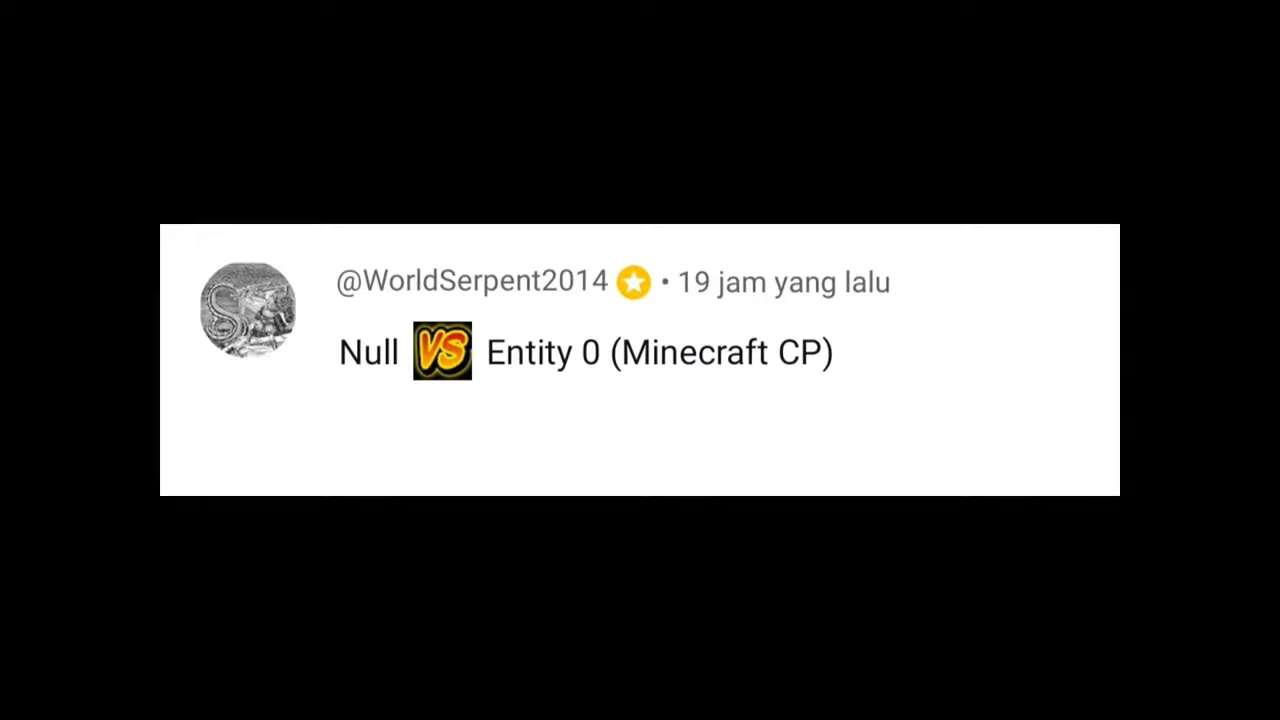 @WorldSerpent2014 • 19 jam yang lalu
Null VS Entity 0 (Minecraft CP)